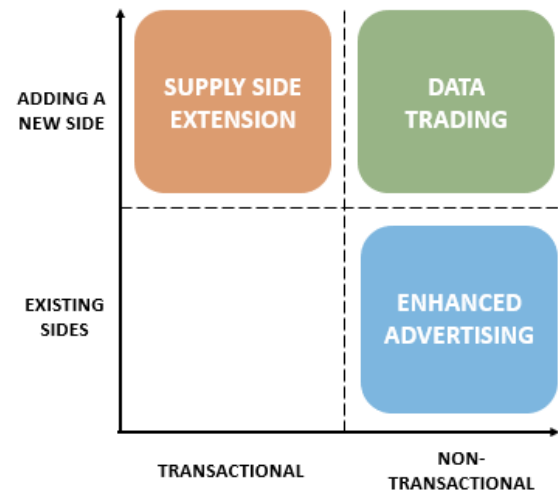 ADDING A
NEW SIDE
SUPPLY SIDE
EXTENSION
DATA
TRADING
EXISTING
SIDES
ENHANCED
ADVERTISING
TRANSACTIONAL
NON-
TRANSACTIONAL